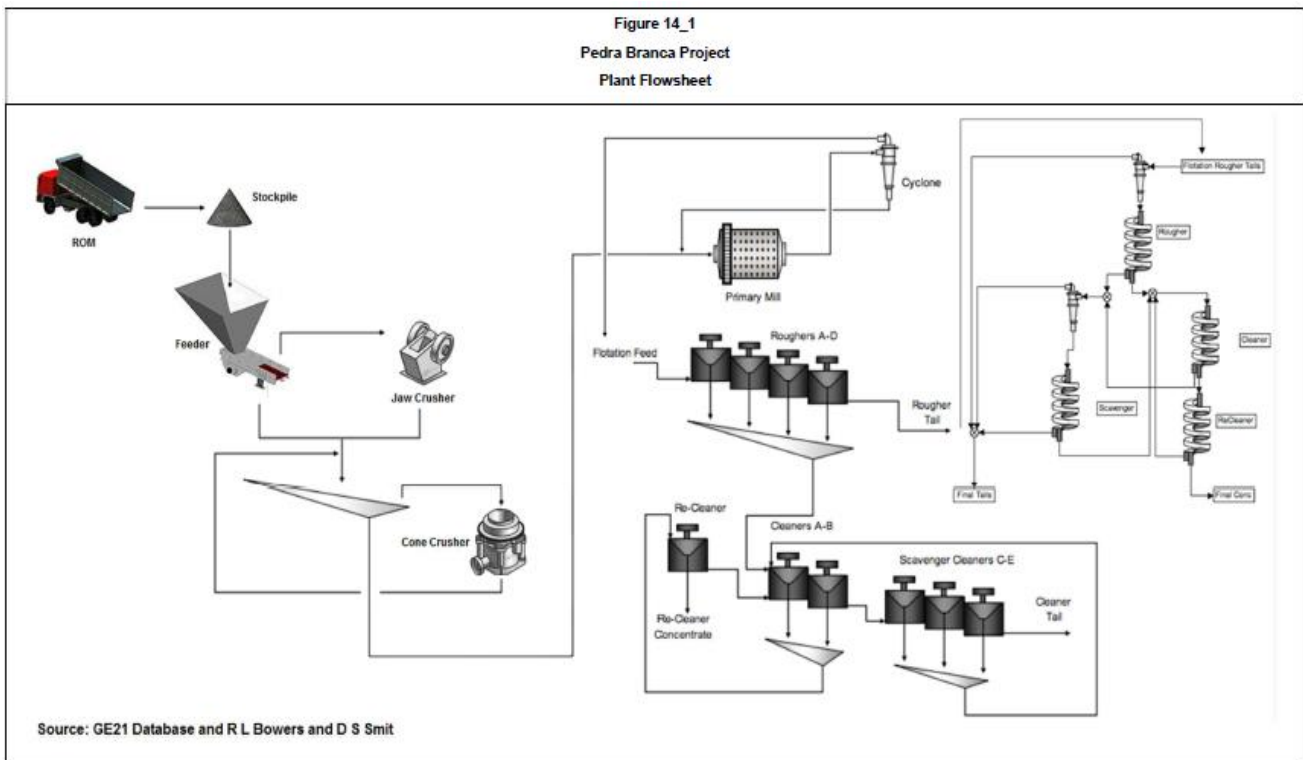 Figure 14_1
Pedra Branca Project
Plant Flowsheet
ROM
Stockpile
Feeder
Jaw Crusher
Cone Crusher
Cyclone
Primary Mill
Flotation Feed
Roughers A-D
Rougher
Tail
Re-Cleaner
Cleaners A-B
Scavenger Cleaners C-E
Cleaner
Tail
Re-Cleaner
Concentrate
Flotation Rougher Tails
Rougher
Cleaner
Scavenger
ReCleaner
Final Tails
Final Cons
Source: GE21 Database and R L Bowers and D S Smit